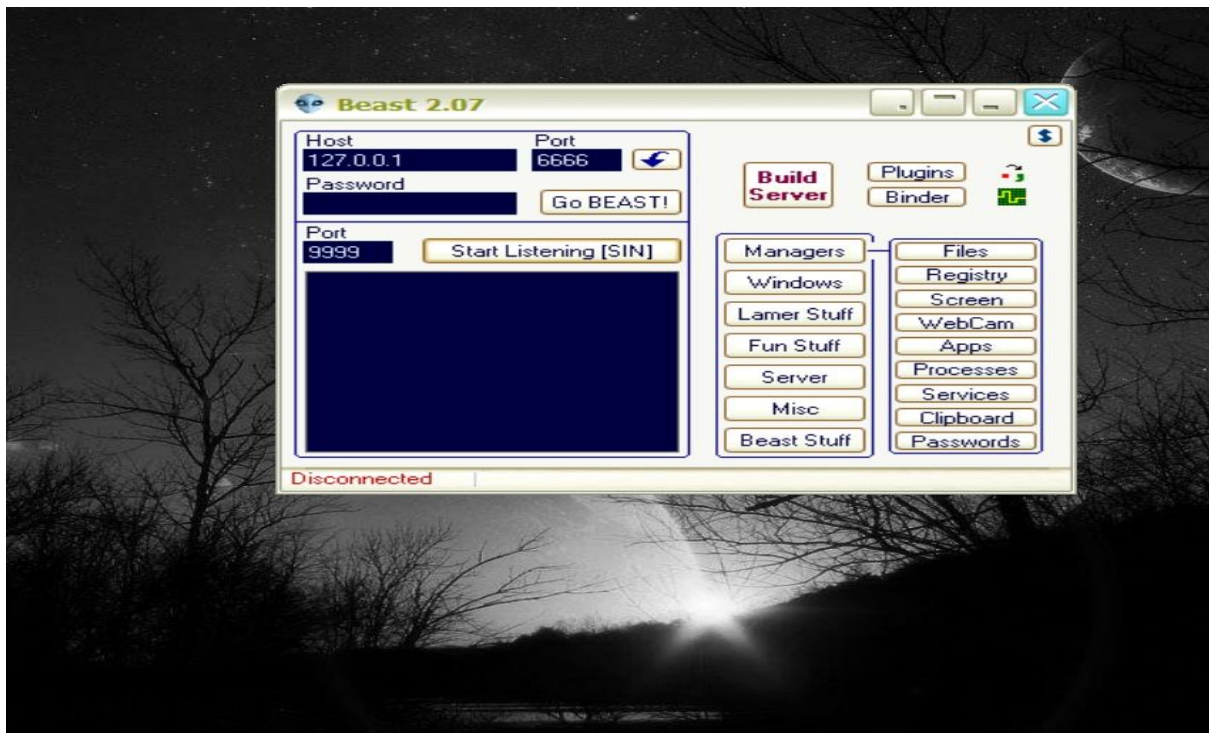 Beast 2.07
Host Port
127.0.0.1 6666
Password
Go BEAST!
Port
9999 Start Listening [SIN]
Build
Server
Plugins
Binder
Managers
Windows
Lamer Stuff
Fun Stuff
Server
Misc
Beast Stuff
Files
Registry
Screen
WebCam
Apps
Processes
Services
Clipboard
Passwords
Disconnected